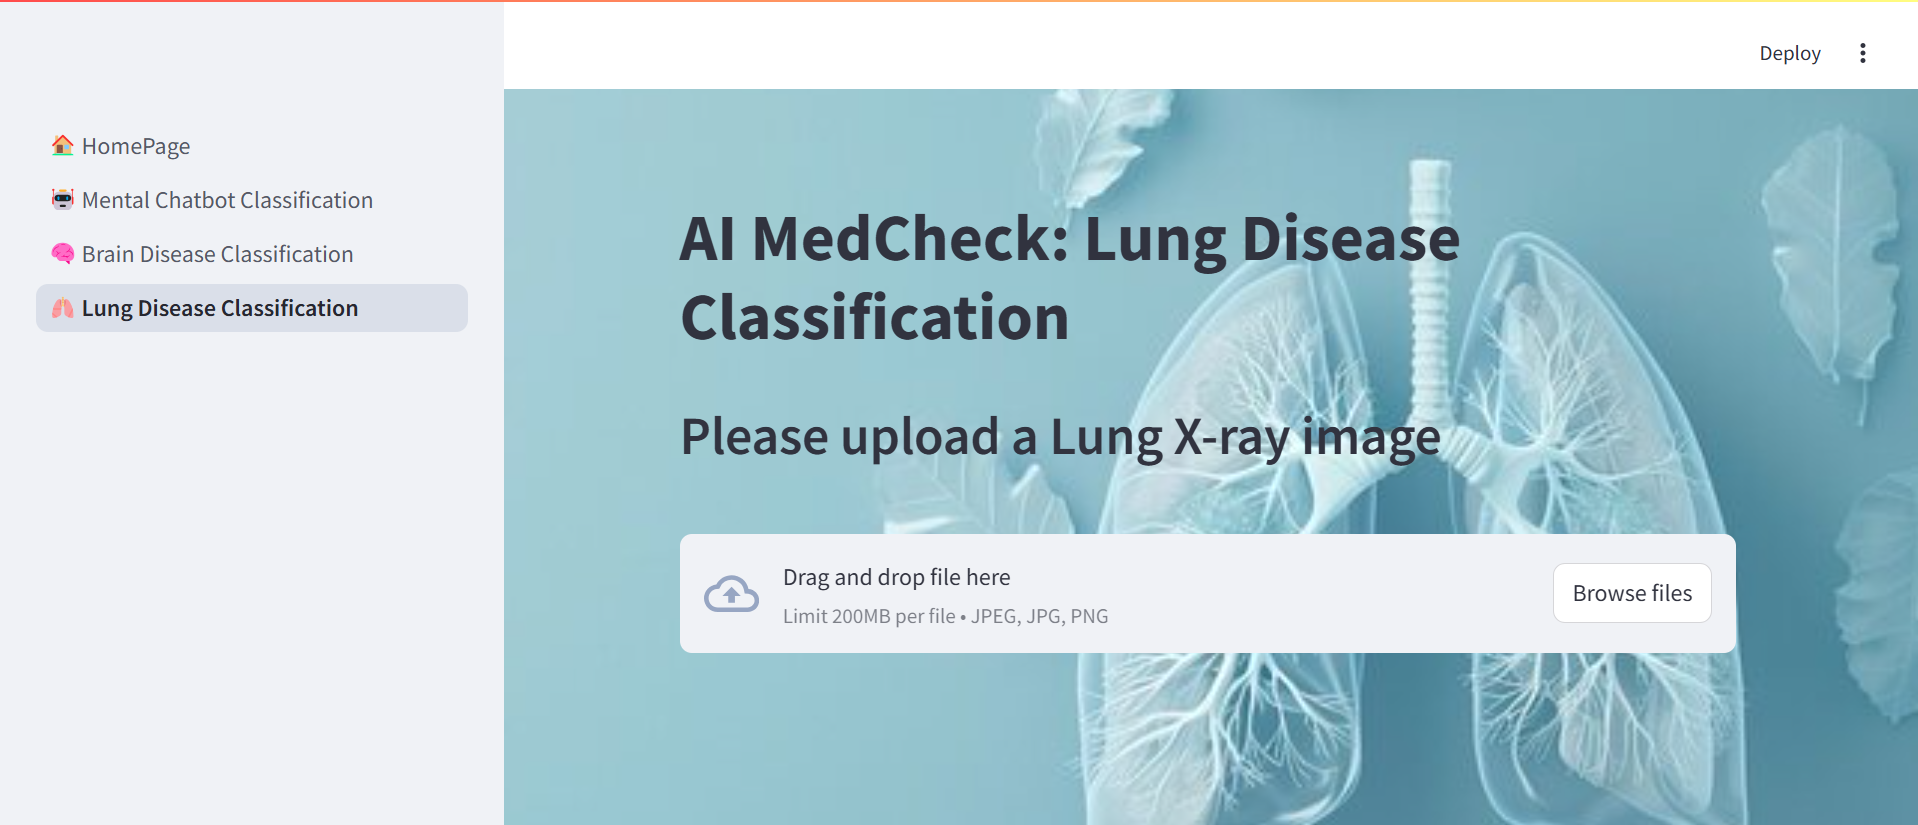 Deploy
HomePage
Mental Chatbot Classification
Brain Disease Classification
Lung Disease Classification
AI MedCheck: Lung Disease
Classification
Please upload a Lung X-ray image
Drag and drop file here
Limit 200MB per file • JPEG, JPG, PNG
Browse files